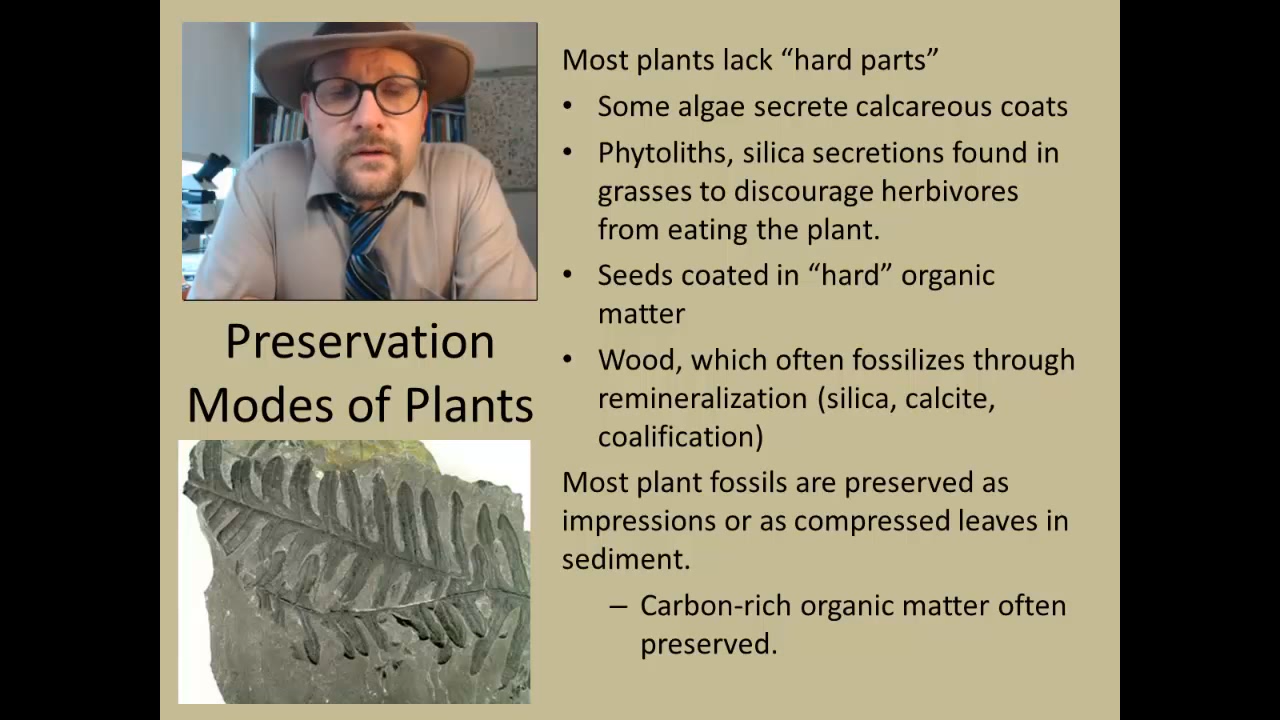 Preservation
Modes of Plants
Most plants lack “hard parts”
• Some algae secrete calcareous coats
• Phytoliths, silica secretions found in
grasses to discourage herbivores
from eating the plant.
• Seeds coated in “hard” organic
matter
• Wood, which often fossilizes through
remineralization (silica, calcite,
coalification)
Most plant fossils are preserved as
impressions or as compressed leaves in
sediment.
– Carbon-rich organic matter often
preserved.